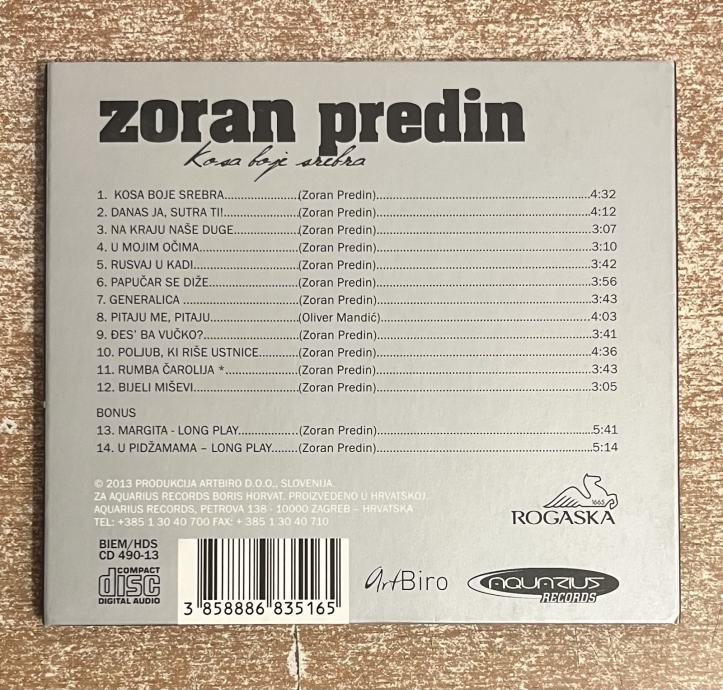 zoran predin
Kosa boje srebra
1. KOSA BOJE SREBRA......................(Zoran Predin)................................................................4:32
2. DANAS JA, SUTRA TI!......................(Zoran Predin)................................................................4:12
3. NA KRAJU NAŠE DUGE...................(Zoran Predin)................................................................3:07
4. U MOJIM OČIMA.............................(Zoran Predin)................................................................3:10
5. RUSVAJ U KADI...............................(Zoran Predin)................................................................3:42
6. PAPUČAR SE DIŽE..........................(Zoran Predin)................................................................3:56
7. GENERALICA ..................................(Zoran Predin)................................................................3:43
8. PITAJU ME, PITAJU..........................(Oliver Mandić)...............................................................4:03
9. ĐES' BA VUČKO?............................(Zoran Predin)................................................................3:41
10. POLJUB, KI RIŠE USTNICE............(Zoran Predin)................................................................4:36
11. RUMBA ČAROLIJA *......................(Zoran Predin)................................................................3:43
12. BIJELI MIŠEVI...............................(Zoran Predin)................................................................3:05
BONUS
13. MARGITA - LONG PLAY..................(Zoran Predin)................................................................5:41
14. U PIDŽAMAMA – LONG PLAY........(Zoran Predin)................................................................5:14
© 2013 PRODUKCIJA ARTBIRO D.O.O., SLOVENIJA.
ZA AQUARIUS RECORDS BORIS HORVAT. PROIZVEDENO U HRVATSKOJ.
AQUARIUS RECORDS, PETROVA 138 - 10000 ZAGREB – HRVATSKA
TEL: +385 1 30 40 700 FAX: + 385 1 30 40 710
1665
ROGAŠKA
BIEM/HDS
CD 490-13
COMPACT
disc
DIGITAL AUDIO
3 858886 835165
ArtBiro
AQUARIUS
RECORDS